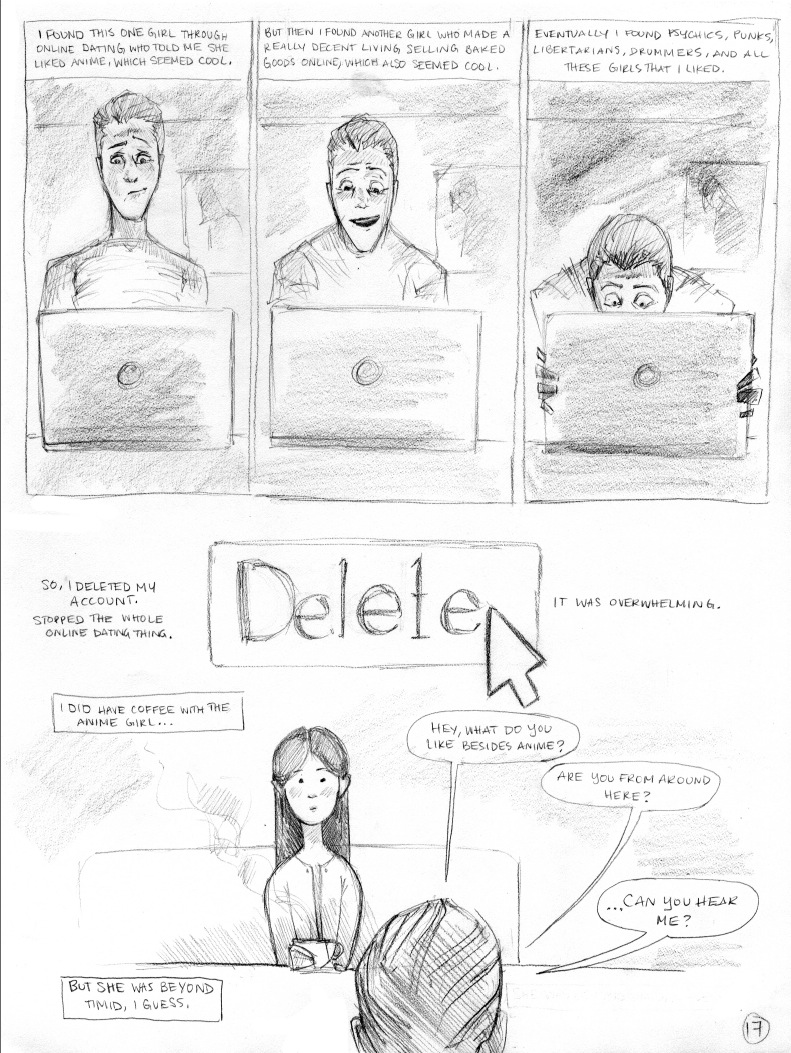 I FOUND THIS ONE GIRL THROUGH
ONLINE DATING WHO TOLD ME SHE
LIKED ANIME, WHICH SEEMED COOL.
BUT THEN I FOUND ANOTHER GIRL WHO MADE A
REALLY DECENT LIVING SELLING BAKED
GOODS ONLINE, WHICH ALSO SEEMED COOL.
EVENTUALLY I FOUND PSYCHICS, PUNKS,
LIBERTARIANS, DRUMMERS, AND ALL
THESE GIRLS THAT I LIKED.
SO, I DELETED MY
ACCOUNT.
STOPPED THE WHOLE
ONLINE DATING THING.
Delete
IT WAS OVERWHELMING.
I DID HAVE COFFEE WITH THE
ANIME GIRL...
HEY, WHAT DO YOU
LIKE BESIDES ANIME?
ARE YOU FROM AROUND
HERE?
...CAN YOU HEAR
ME?
BUT SHE WAS BEYOND
TIMID, I GUESS.
17